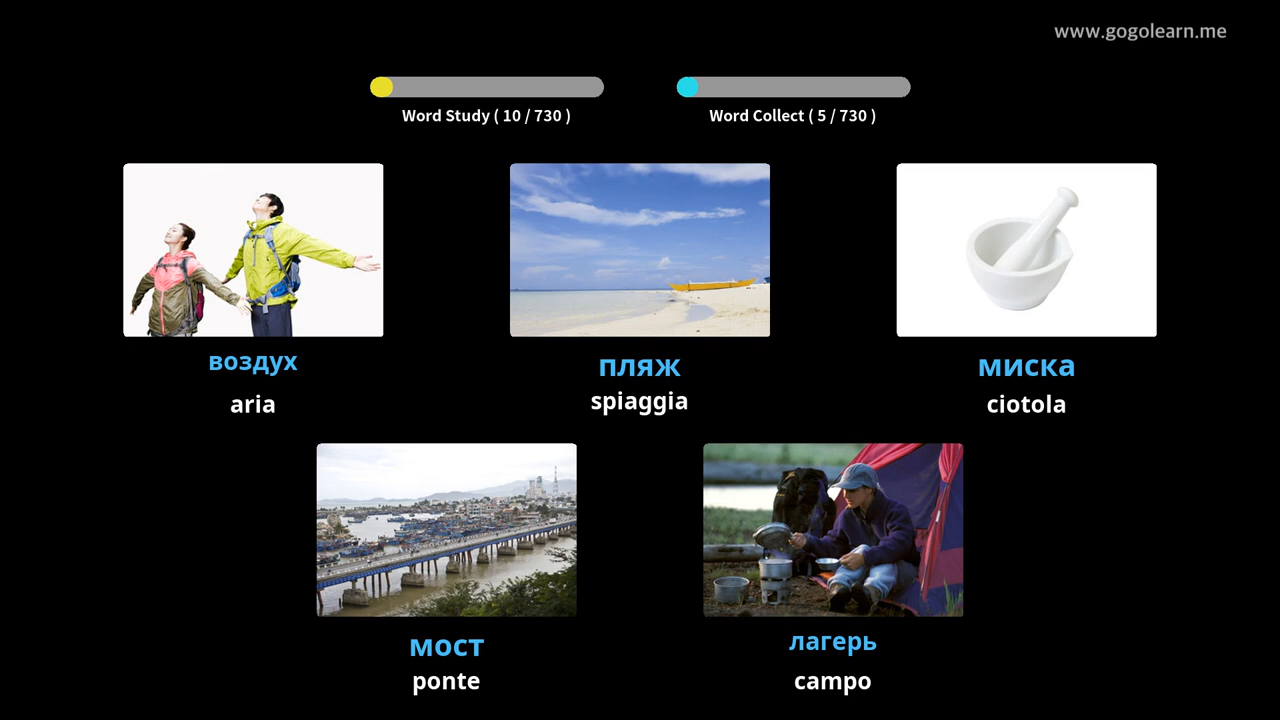 www.gogolearn.me
Word Study ( 10 / 730 )
Word Collect ( 5 / 730 )
воздух
aria
пляж
spiaggia
миска
ciotola
мост
ponte
лагерь
campo